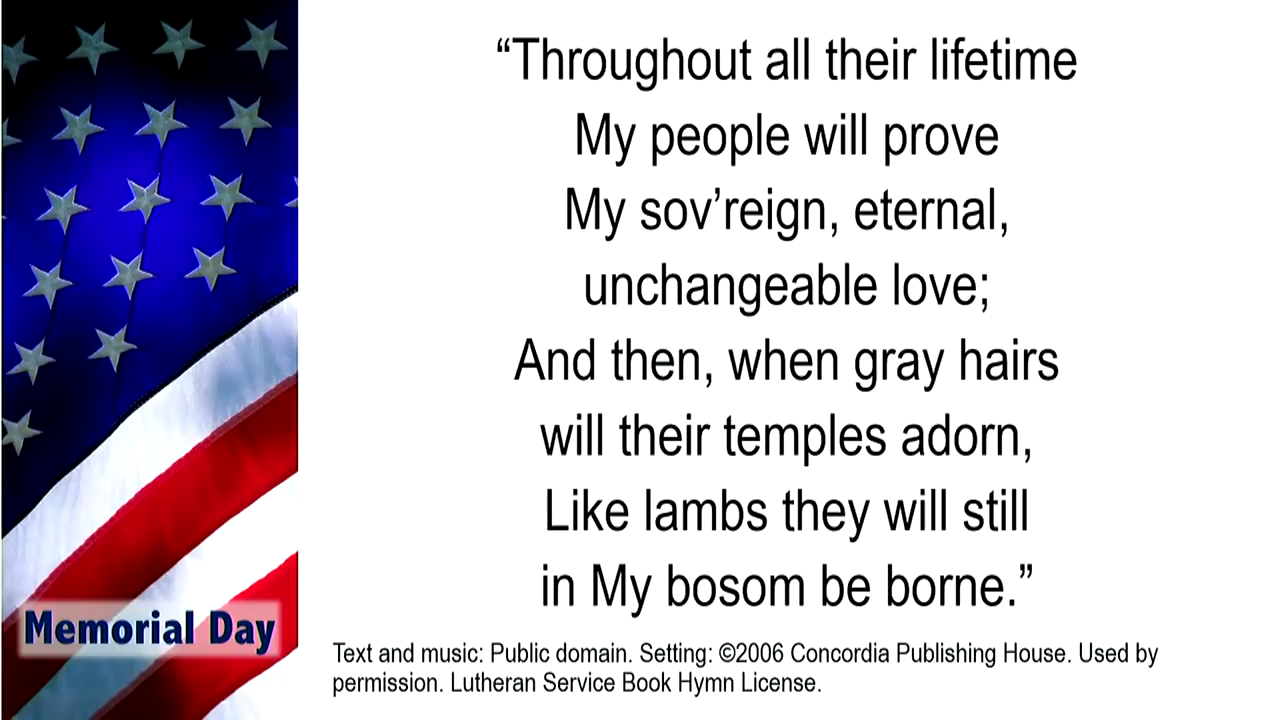 “Throughout all their lifetime
My people will prove
My sov’reign, eternal,
unchangeable love;
And then, when gray hairs
will their temples adorn,
Like lambs they will still
in My bosom be borne.”
Memorial Day
Text and music: Public domain. Setting: ©2006 Concordia Publishing House. Used by
permission. Lutheran Service Book Hymn License.